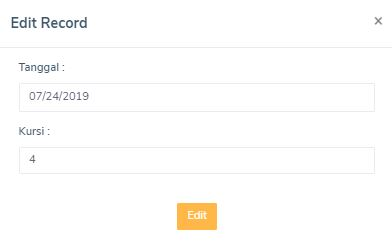 Edit Record ×
Tanggal :
07/24/2019
Kursi :
4
Edit